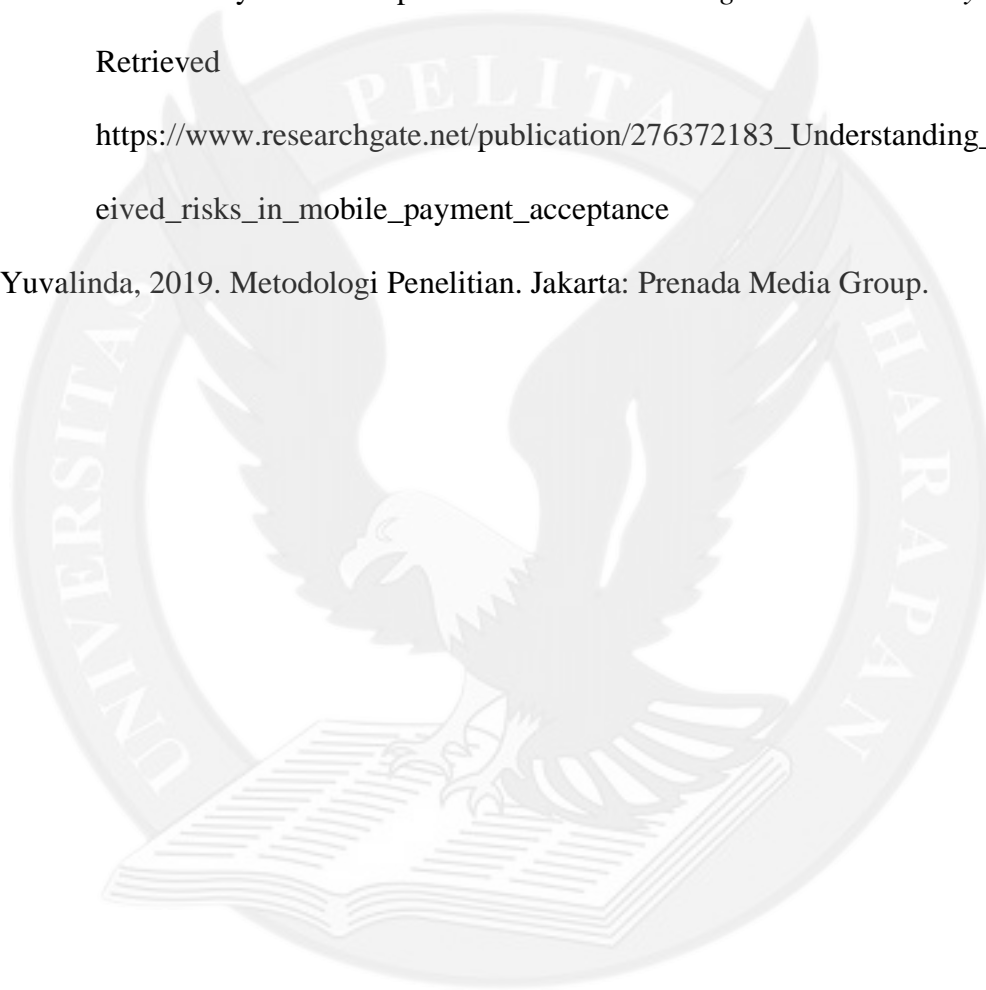 Retrieved
https://www.researchgate.net/publication/276372183_Understanding_
eived_risks_in_mobile_payment_acceptance
Yuvalinda, 2019. Metodologi Penelitian. Jakarta: Prenada Media Group.
UNIVERSITAS PELITA HARAPAN